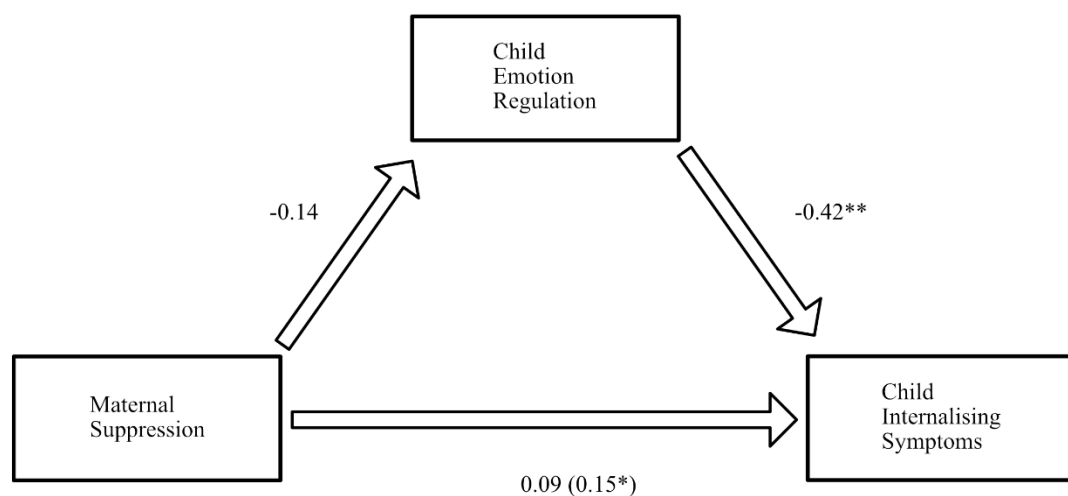 Child
Emotion
Regulation
-0.14
-0.42**
Maternal
Suppression
Child
Internalising
Symptoms
0.09 (0.15*)